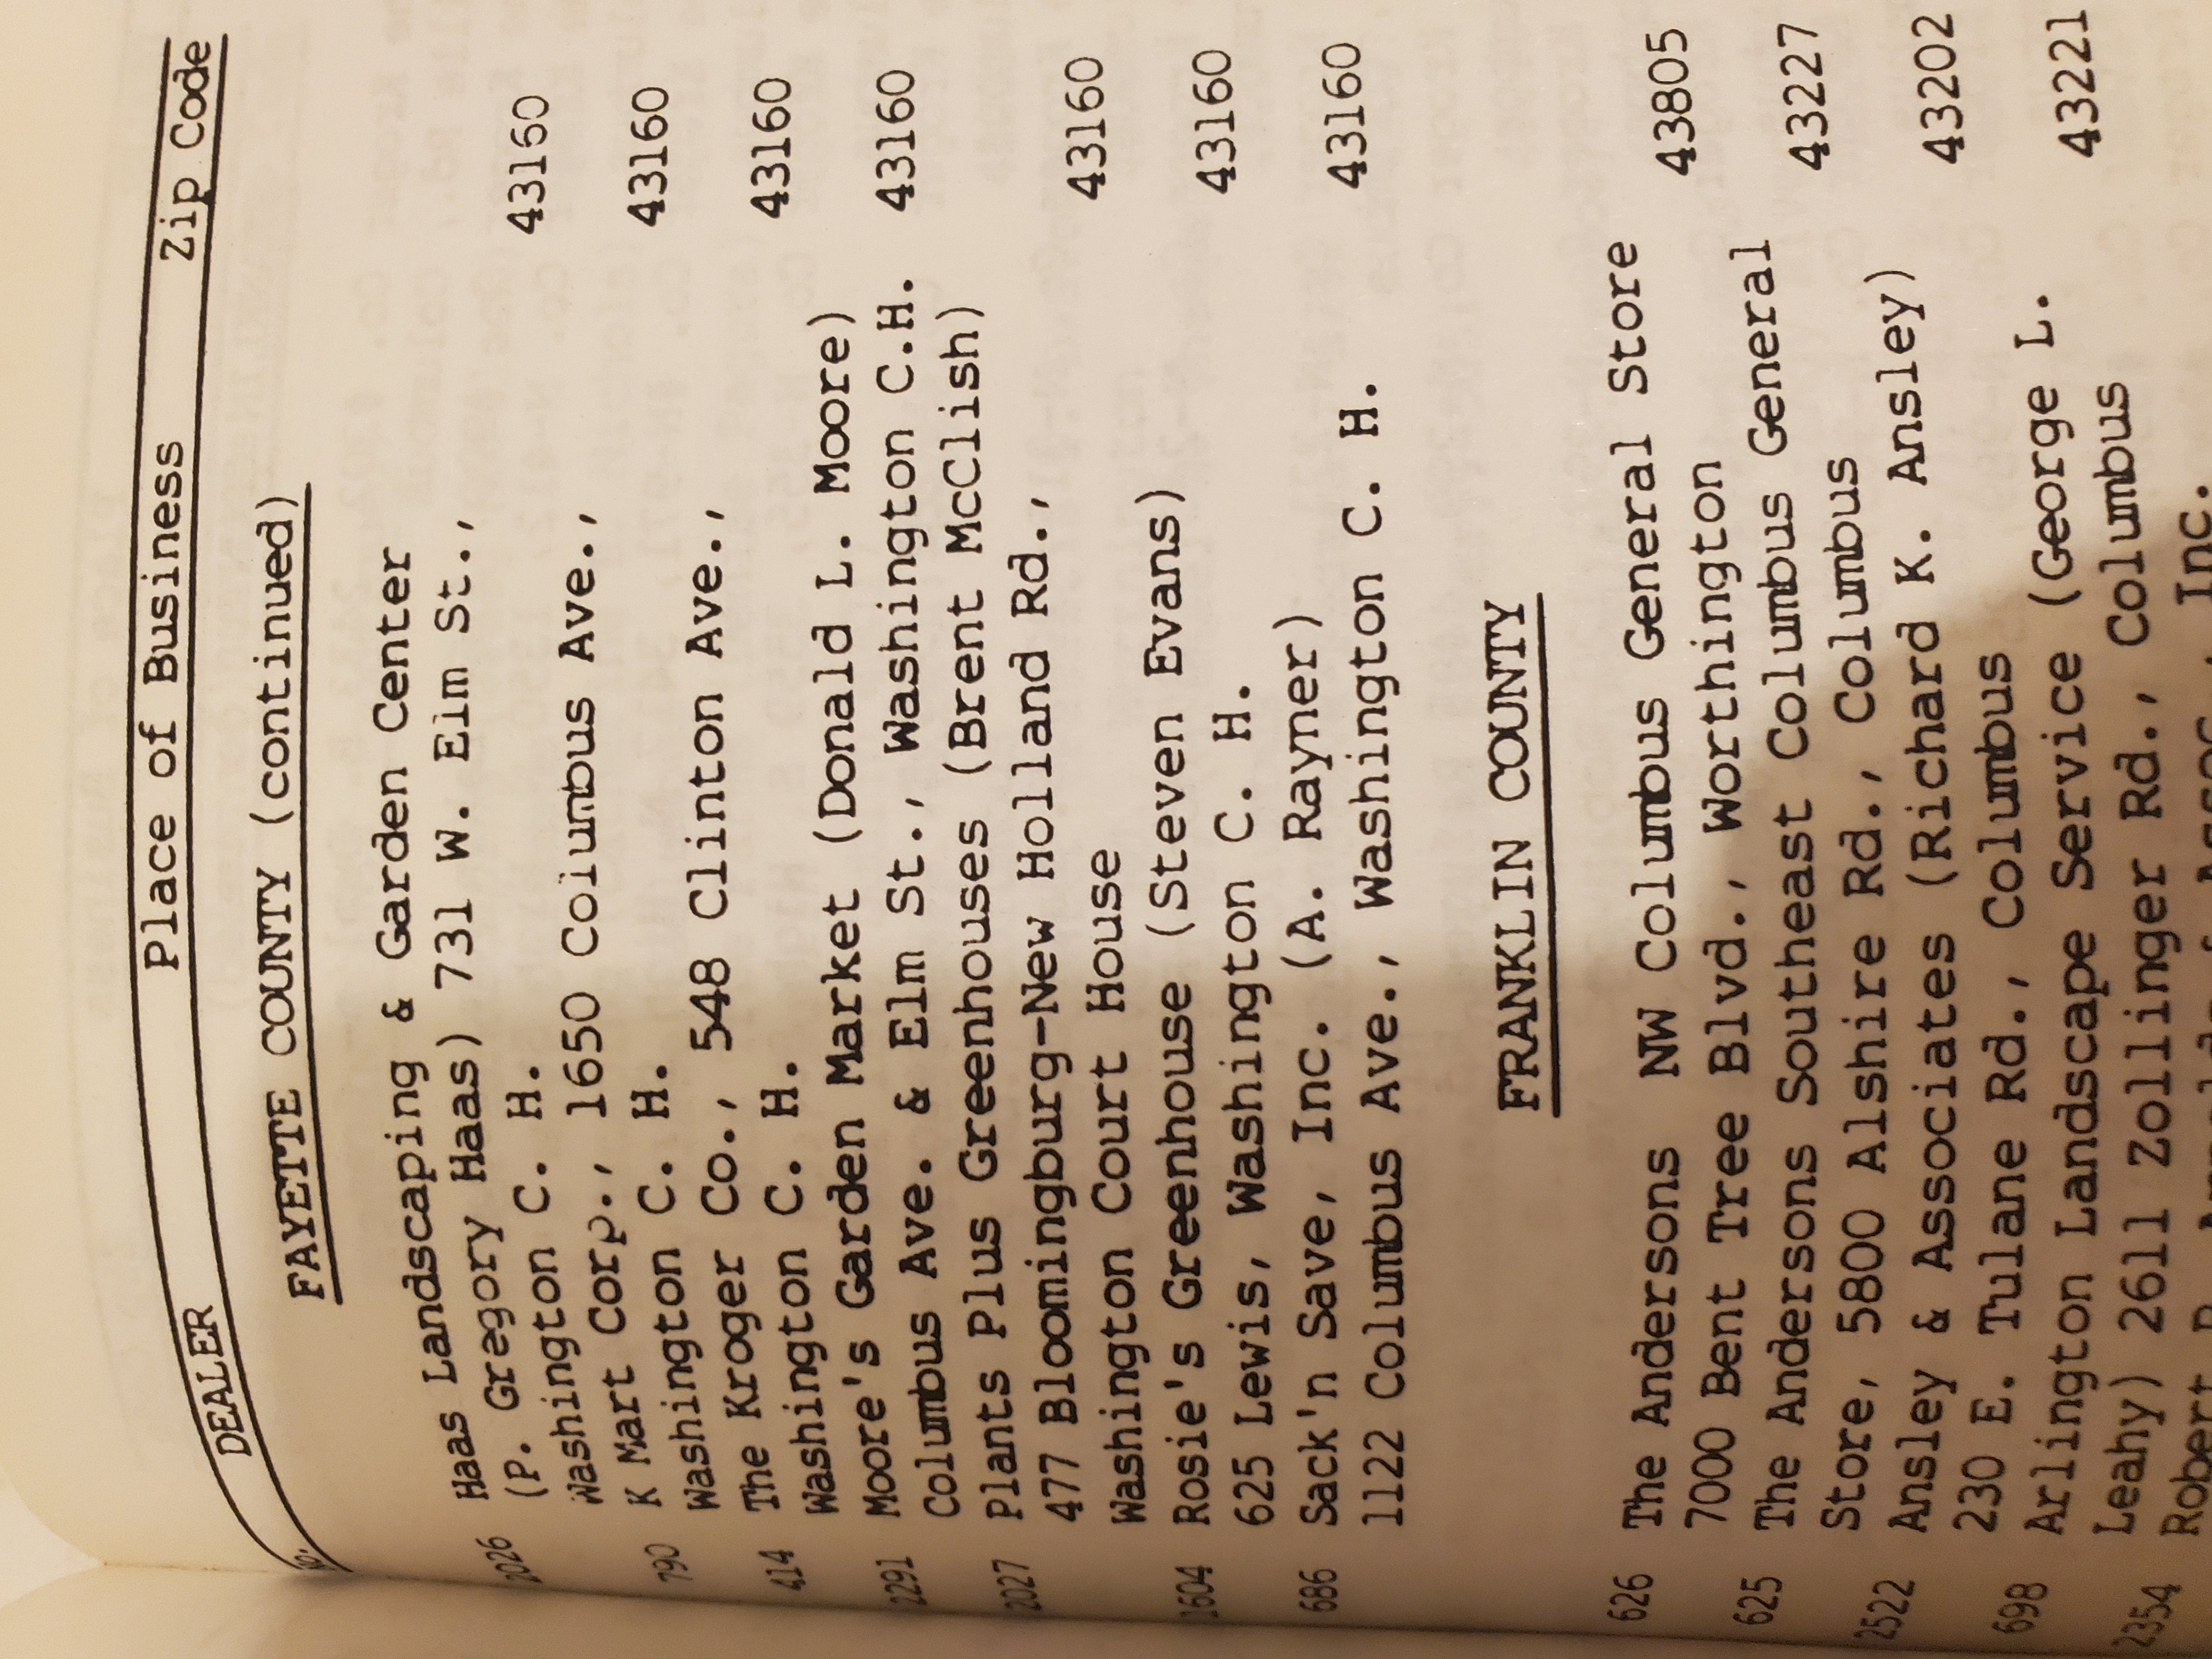 No. DEALER Place of Business Zip Code
FAYETTE COUNTY (continued)
2026 Haas Landscaping & Garden Center
(P. Gregory Haas) 731 W. Elm St.,
Washington C. H. 43160
790 K Mart Corp., 1650 Columbus Ave.,
Washington C. H. 43160
414 The Kroger Co., 548 Clinton Ave.,
Washington C. H. 43160
2291 Moore's Garden Market (Donald L. Moore)
Columbus Ave. & Elm St., Washington C.H. 43160
2027 Plants Plus Greenhouses (Brent McClish)
477 Bloomingburg-New Holland Rd.,
Washington Court House 43160
1604 Rosie's Greenhouse (Steven Evans)
625 Lewis, Washington C. H. 43160
686 Sack'n Save, Inc. (A. Rayner)
1122 Columbus Ave., Washington C. H. 43160
FRANKLIN COUNTY
626 The Andersons NW Columbus General Store
7000 Bent Tree Blvd., Worthington 43805
625 The Andersons Southeast Columbus General
Store, 5800 Alshire Rd., Columbus 43227
2522 Ansley & Associates (Richard K. Ansley)
230 E. Tulane Rd., Columbus 43202
698 Arlington Landscape Service (George L.
Leahy) 2611 Zollinger Rd., Columbus 43221
2354 Robert Inc.